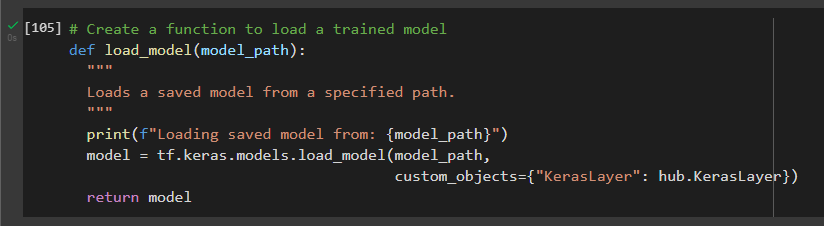 [105] # Create a function to load a trained model
def load_model(model_path):
"""
Loads a saved model from a specified path.
"""
print(f"Loading saved model from: {model_path}")
model = tf.keras.models.load_model(model_path,
custom_objects={"KerasLayer": hub.KerasLayer})
return model
0s